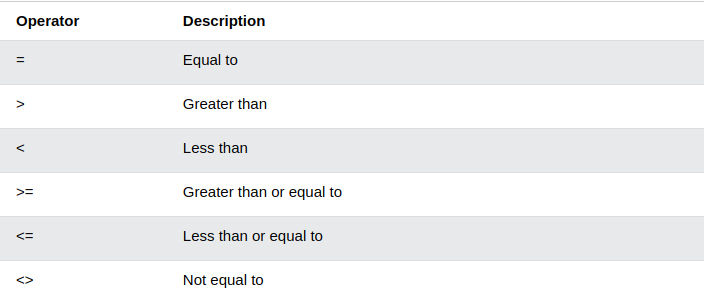 Operator Description
= Equal to
> Greater than
< Less than
>= Greater than or equal to
<= Less than or equal to
<> Not equal to